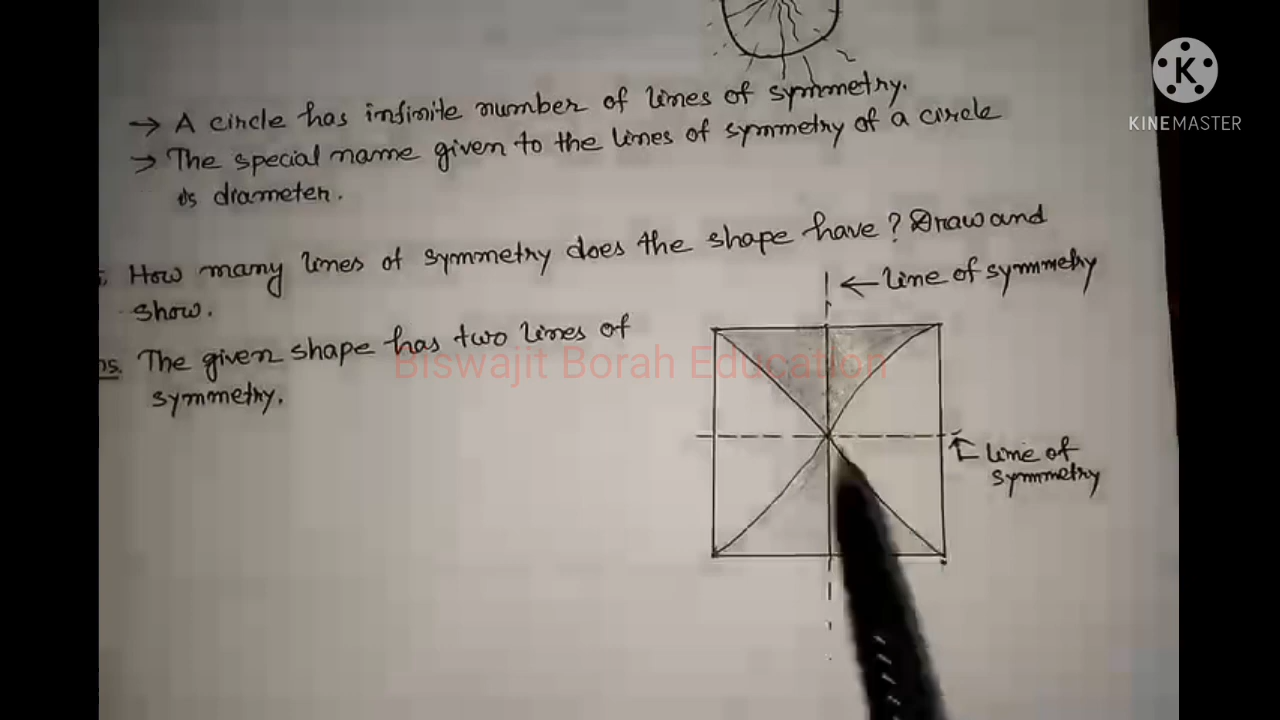 → A circle has infinite number of lines of symmetry.
→ The special name given to the lines of symmetry of a circle
is diameter.
How many lines of symmetry does the shape have? Draw and
show.
← line of symmetry
ns. The given shape has two lines of
symmetry.
line of
symmetry
Biswajit Borah Education
K
KINEMASTER